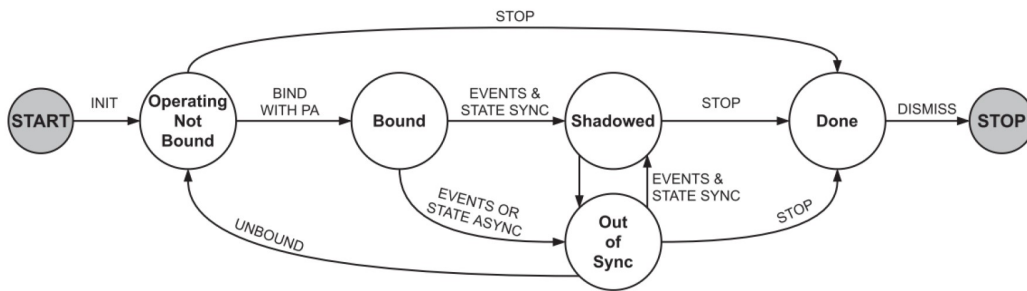 STOP
START
INIT
Operating
Not
Bound
BIND
WITH PA
Bound
EVENTS &
STATE SYNC
Shadowed
STOP
Done
DISMISS
STOP
EVENTS &
STATE SYNC
EVENTS OR
STATE ASYNC
UNBOUND
Out
of
Sync
STOP